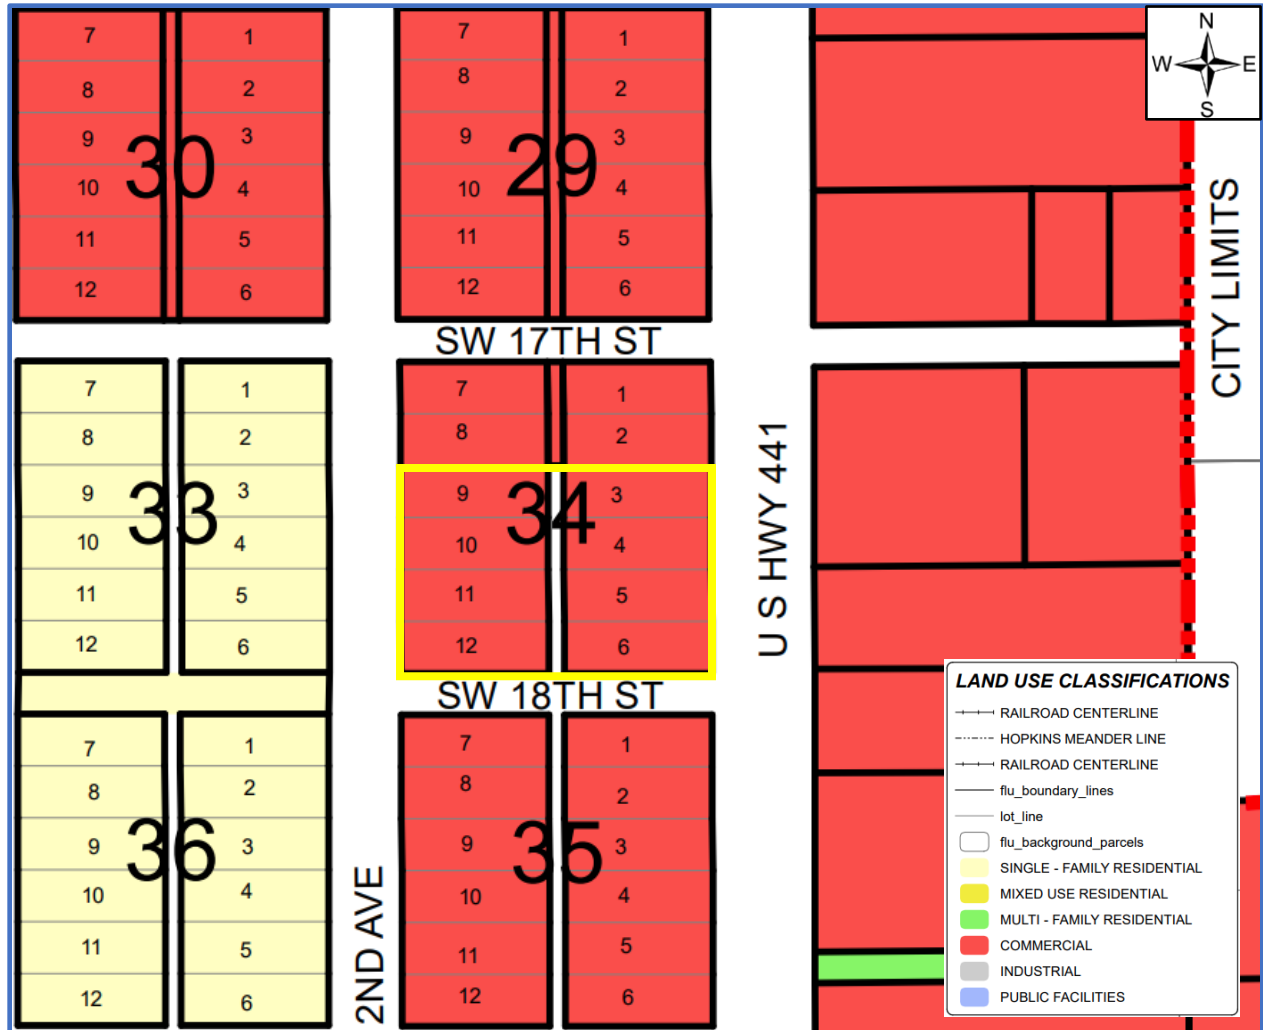 N
W E
S
7 1
8 2
9 3
30
10 4
11 5
12 6
7 1
8 2
9 3
29
10 4
11 5
12 6
SW 17TH ST
CITY LIMITS
7 1
8 2
9 3
33
10 4
11 5
12 6
7 1
8 2
9 3
34
10 4
11 5
12 6
U S HWY 441
SW 18TH ST
7 1
8 2
9 3
36
10 4
11 5
12 6
2ND AVE
7 1
8 2
9 3
35
10 4
11 5
12 6
LAND USE CLASSIFICATIONS
RAILROAD CENTERLINE
HOPKINS MEANDER LINE
RAILROAD CENTERLINE
flu_boundary_lines
lot_line
flu_background_parcels
SINGLE - FAMILY RESIDENTIAL
MIXED USE RESIDENTIAL
MULTI - FAMILY RESIDENTIAL
COMMERCIAL
INDUSTRIAL
PUBLIC FACILITIES